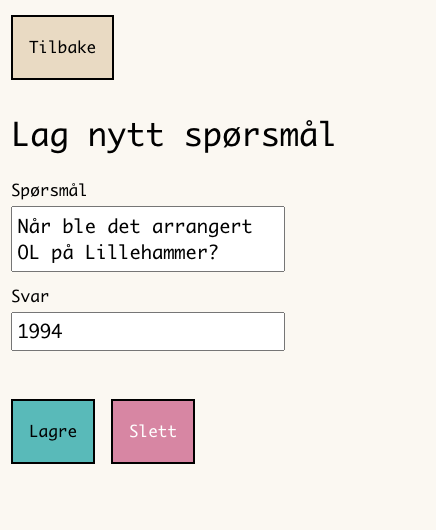 Tilbake
Lag nytt spørsmål
Spørsmål
Når ble det arrangert
OL på Lillehammer?
Svar
1994
Lagre Slett